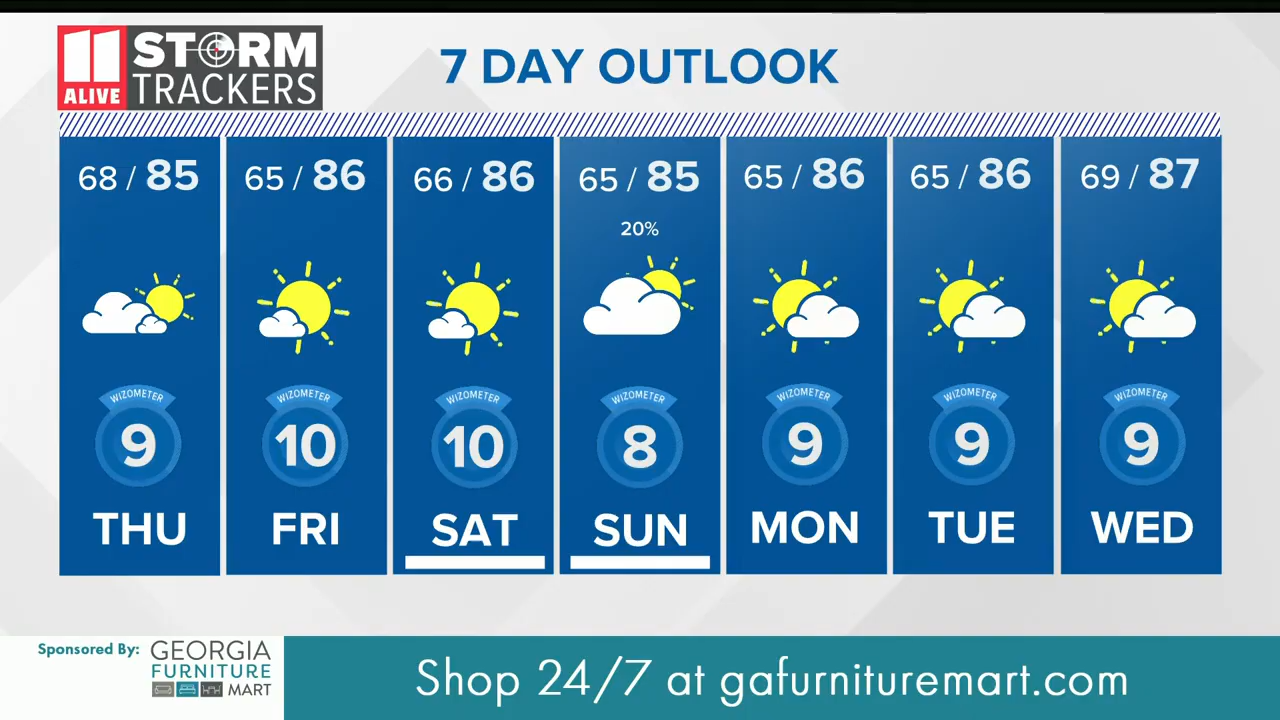 11 ALIVE
STORM
TRACKERS
7 DAY OUTLOOK
68 / 85
65 / 86
66 / 86
65 / 85
65 / 86
65 / 86
69 / 87
20%
WIZOMETER
WIZOMETER
WIZOMETER
WIZOMETER
WIZOMETER
WIZOMETER
WIZOMETER
9
10
10
8
9
9
9
THU
FRI
SAT
SUN
MON
TUE
WED
Sponsored By:
GEORGIA
FURNITURE
MART
Shop 24/7 at gafurnituremart.com